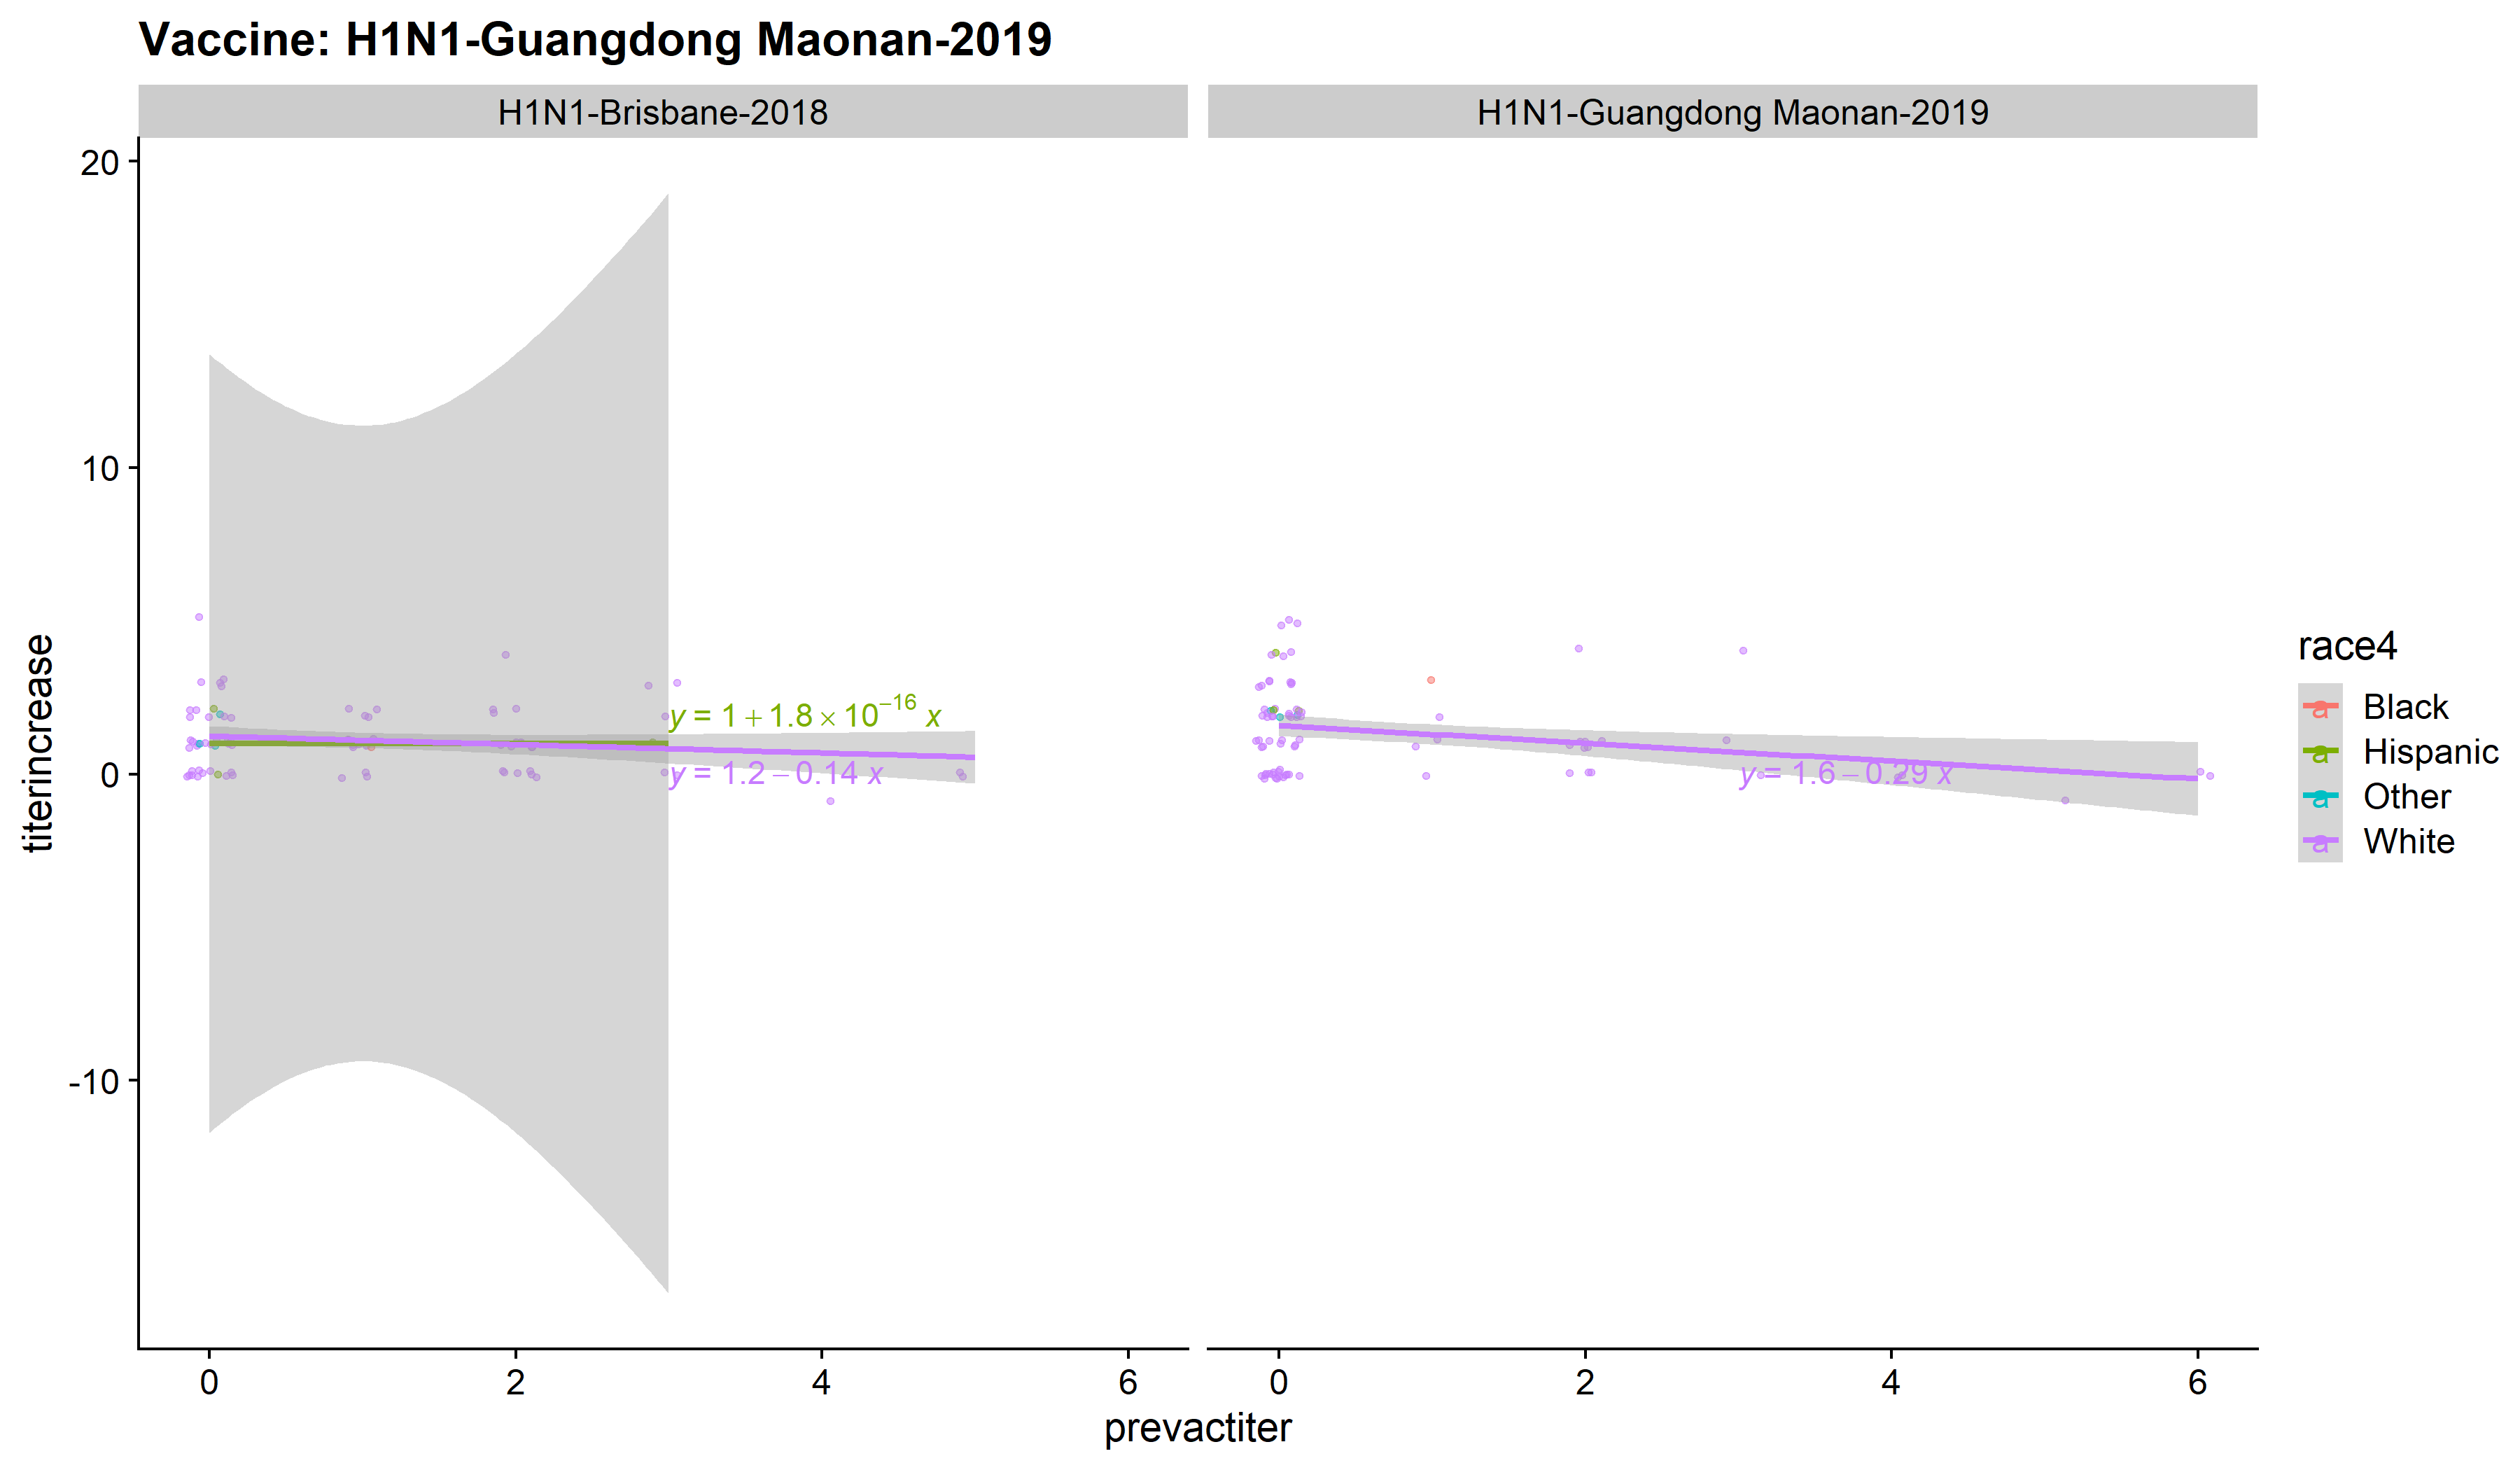 Vaccine: H1N1-Guangdong Maonan-2019
H1N1-Brisbane-2018
H1N1-Guangdong Maonan-2019
20
10
0
-10
titerincrease
y = 1 + 1.8 × 10⁻¹⁶ x
y = 1.2 − 0.14 x
y = 1.6 − 0.29 x
0 2 4 6
0 2 4 6
prevactiter
race4
a Black
a Hispanic
a Other
a White